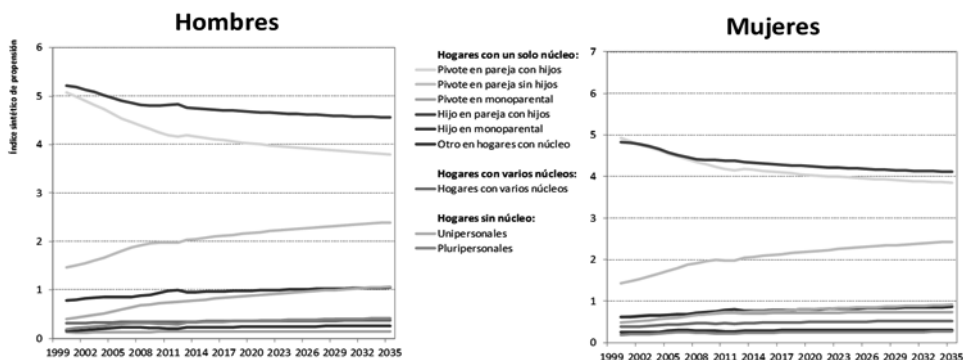 Hombres
Índice sintético de propensión
6
5
4
3
2
1
0
1999 2002 2005 2008 2011 2014 2017 2020 2023 2026 2029 2032 2035
Hogares con un solo núcleo:
Pivote en pareja con hijos
Pivote en pareja sin hijos
Pivote en monoparental
Hijo en pareja con hijos
Hijo en monoparental
Otro en hogares con núcleo
Hogares con varios núcleos:
Hogares con varios núcleos
Hogares sin núcleo:
Unipersonales
Pluripersonales
Mujeres
7
6
5
4
3
2
1
0
1999 2002 2005 2008 2011 2014 2017 2020 2023 2026 2029 2032 2035